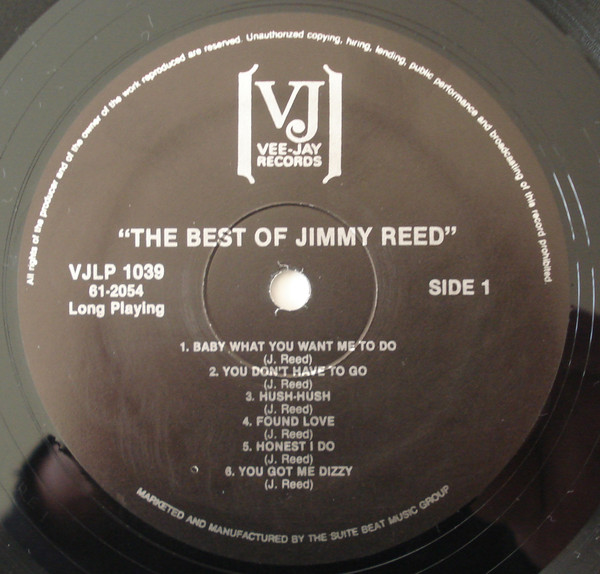 All rights of the producer and of the owner of the work reproduced are reserved. Unauthorized copying, hiring, lending, public performance and broadcasting of this record prohibited.
VJ
VEE-JAY
RECORDS
"THE BEST OF JIMMY REED"
VJLP 1039
61-2054
Long Playing
SIDE 1
1. BABY WHAT YOU WANT ME TO DO
(J. Reed)
2. YOU DON'T HAVE TO GO
(J. Reed)
3. HUSH-HUSH
(J. Reed)
4. FOUND LOVE
(J. Reed)
5. HONEST I DO
(J. Reed)
6. YOU GOT ME DIZZY
(J. Reed)
MARKETED AND MANUFACTURED BY THE SUITE BEAT MUSIC GROUP